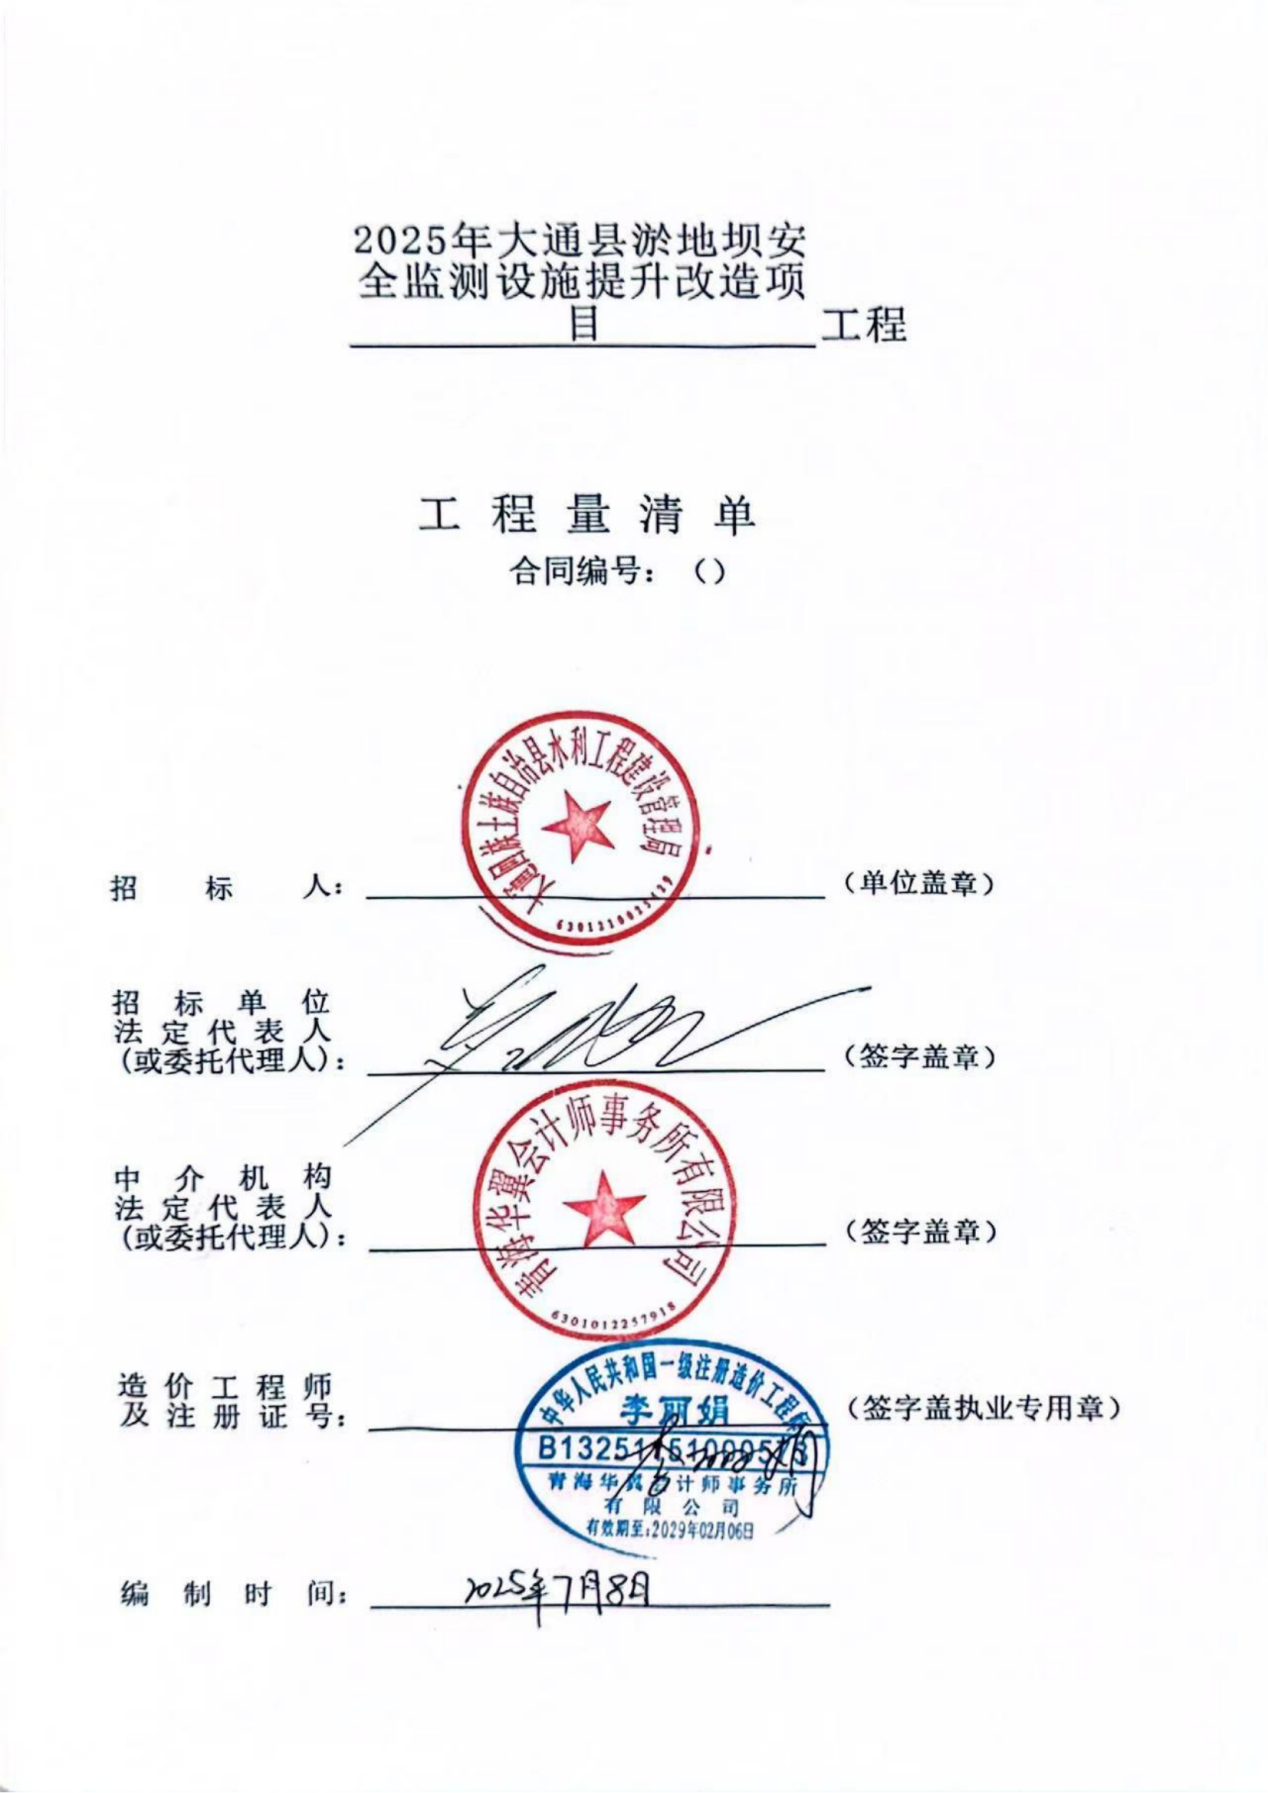 2025年大通县淤地坝安
全监测设施提升改造项
目 工程
工程量清单
合同编号：（）
大通回族土族自治县水利工程建设管理局
招标人： （单位盖章）
招标单位
法定代表人
(或委托代理人)： （签字盖章）
青海华翼会计师事务所有限公司
6301012257918
中介机构
法定代表人
(或委托代理人)： （签字盖章）
中华人民共和国一级注册造价工程师
李丽娟
造价工程师
及注册证号： （签字盖执业专用章）
青海华翼会计师事务所
有限公司
有效期至：2029年02月06日
编制时间： 2025年7月8日